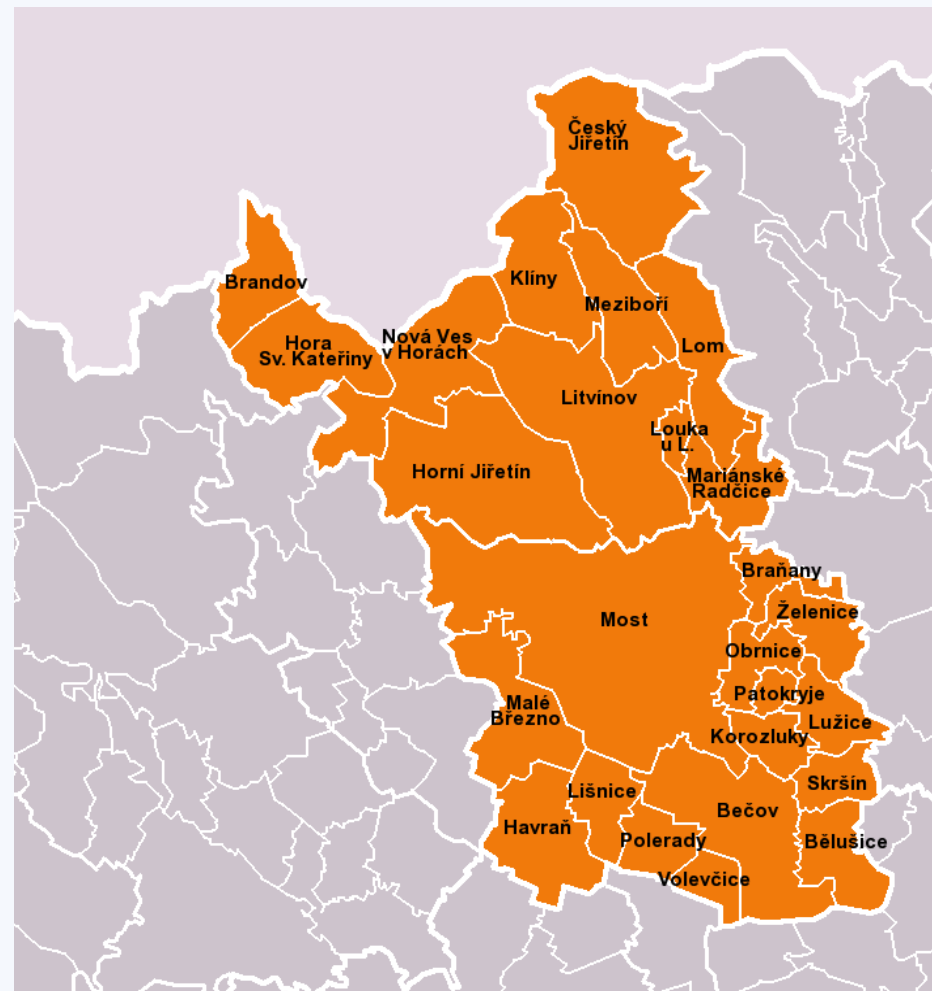 Český
Jiřetín
Klíny
Brandov
Meziboří
Nová Ves
v Horách
Hora
Sv. Kateřiny
Lom
Litvínov
Louka
u L.
Horní Jiřetín
Mariánské
Radčice
Braňany
Želenice
Most
Obrnice
Patokryje
Malé
Březno
Lužice
Korozluky
Skršín
Lišnice
Bečov
Havraň
Polerady
Bělušice
Volevčice